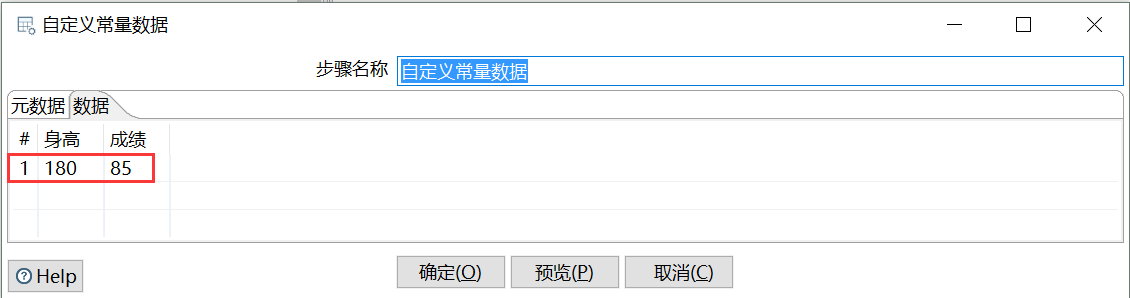 自定义常量数据
步骤名称 自定义常量数据
元数据 数据
# 身高 成绩
1 180 85
Help 确定(O) 预览(P) 取消(C)